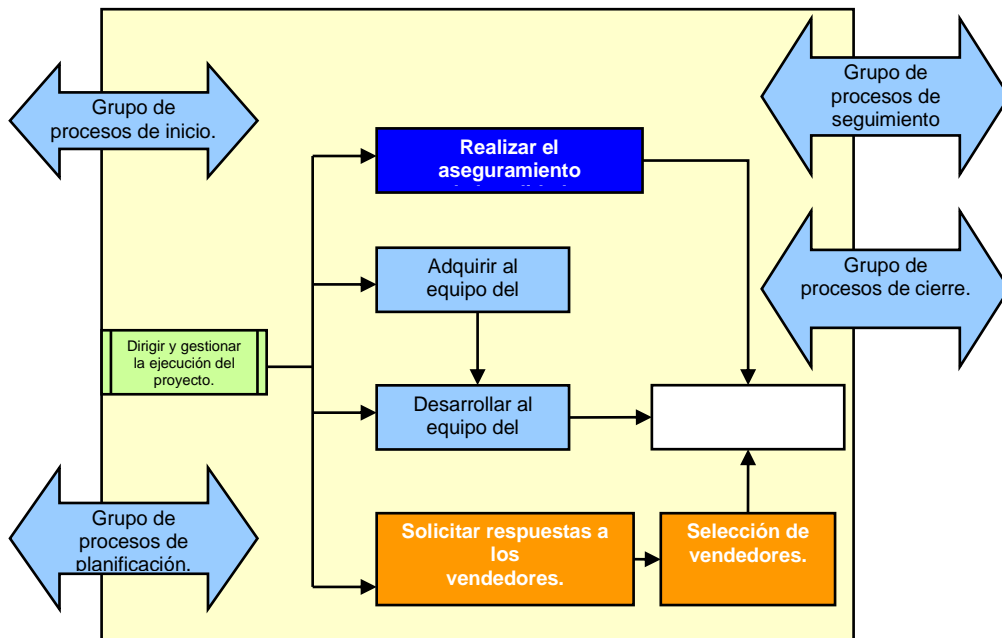 Grupo de
procesos de inicio.
Grupo de
procesos de
seguimiento
Realizar el
aseguramiento
Adquirir al
equipo del
Grupo de
procesos de cierre.
Dirigir y gestionar
la ejecución del
proyecto.
Desarrollar al
equipo del
Grupo de
procesos de
planificación.
Solicitar respuestas a
los
vendedores.
Selección de
vendedores.